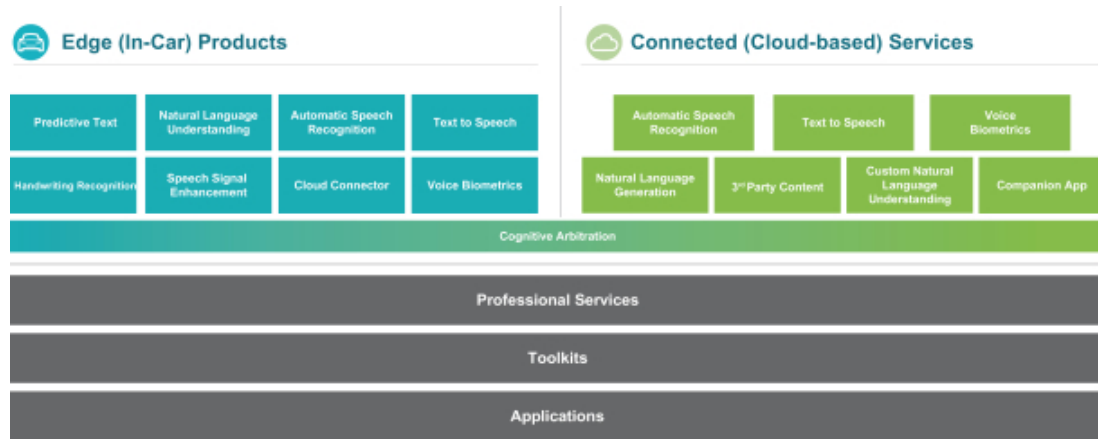 Edge (In-Car) Products
Connected (Cloud-based) Services
Predictive Text
Natural Language
Understanding
Automatic Speech
Recognition
Text to Speech
Handwriting Recognition
Speech Signal
Enhancement
Cloud Connector
Voice Biometrics
Automatic Speech
Recognition
Text to Speech
Voice
Biometrics
Natural Language
Generation
3rd Party Content
Custom Natural
Language
Understanding
Companion App
Cognitive Arbitration
Professional Services
Toolkits
Applications